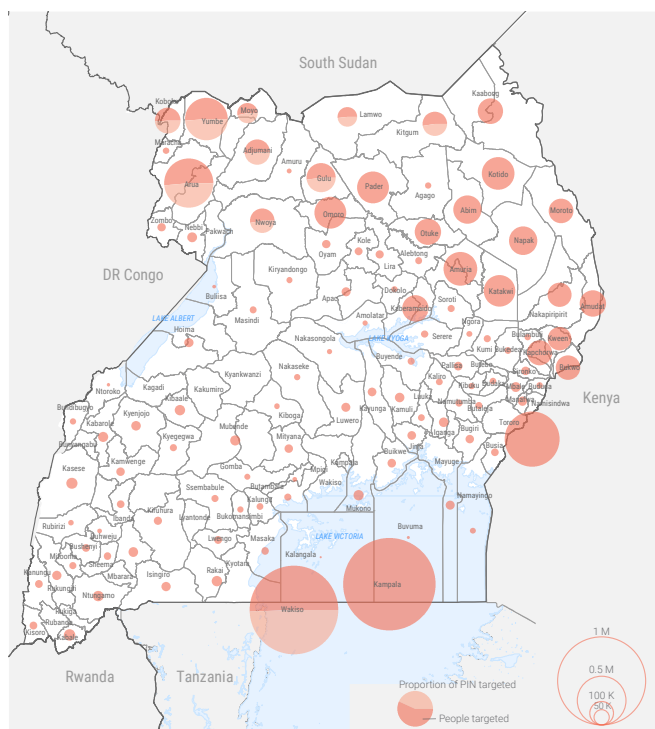 South Sudan
Kaabong
Koboko
Moyo
Yumbe
Lamwo
Kitgum
Maracha
Adjumani
Amuru
Gulu
Arua
Pader
Agago
Kotido
Omoro
Abim
Moroto
Zombo
Nebbi
Pakwach
Nwoya
Otuke
Napak
Oyam
Kole
Lira
Alebtong
DR Congo
Kiryandongo
Amuria
Buliisa
Apac
Dokolo
Katakwi
Kaberamaido
Soroti
Amudat
Nakapiripirit
LAKE ALBERT
Masindi
Amolatar
Ngora
Hoima
Nakasongola
LAKE KYOGA
Serere
Kumi
Bukedea
Bulambuli
Kween
Kapchorwa
Buyende
Pallisa
Bukwo
Sironko
Kyankwanzi
Nakaseke
Kaliro
Kibuku
Budaka
Mbale
Bududa
Ntoroko
Kagadi
Kakumiro
Kibaale
Kenya
Bundibugyo
Kiboga
Kayunga
Kamuli
Luuka
Namutumba
Butaleja
Manafwa
Namisindwa
Kyenjojo
Luwero
Kabarole
Mubende
Mityana
Iganga
Bugiri
Tororo
Bunyangabu
Kyegegwa
Jinja
Busia
Kasese
Kamwenge
Gomba
Mpigi
Kampala
Buikwe
Mayuge
Ssembabule
Butambala
Wakiso
Mukono
Namayingo
Ibanda
Kiruhura
Lyantonde
Bukomansimbi
Kalungu
Rubirizi
Buhweju
Lwengo
Masaka
LAKE VICTORIA
Buvuma
Bushenyi
Mitooma
Sheema
Mbarara
Kyotara
Kalangala
Kanungu
Rukungiri
Isingiro
Rakai
Kampala
Ntungamo
Rukiga
Rubanda
Kisoro
Kabale
Wakiso
1 M
0.5 M
100 K
50 K
Rwanda
Tanzania
Proportion of PIN targeted
People targeted